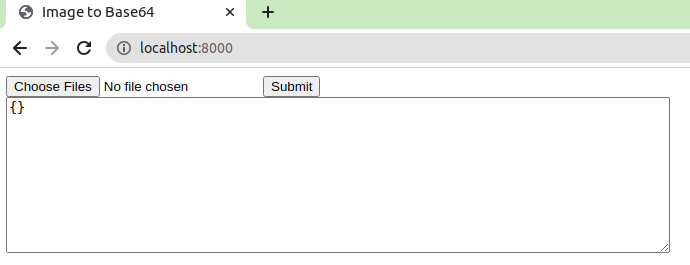 Image to Base64
localhost:8000
Choose Files No file chosen Submit
{}